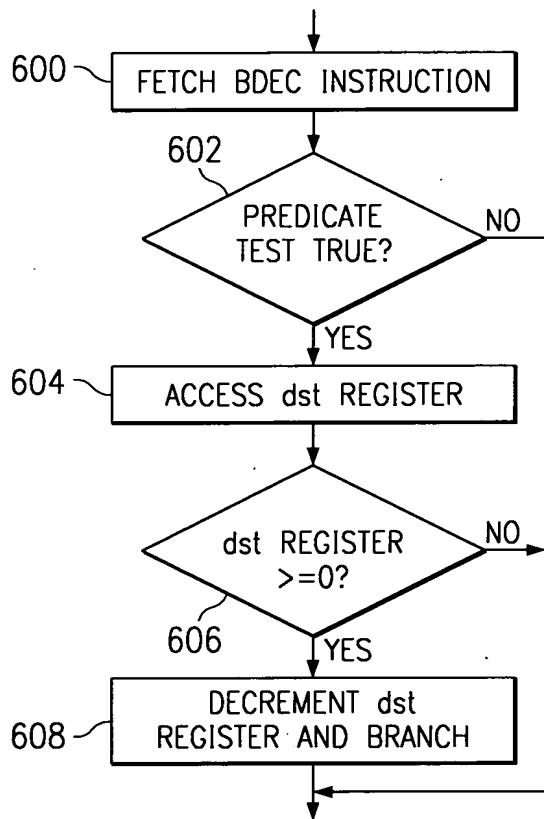 600
FETCH BDEC INSTRUCTION
602
PREDICATE
TEST TRUE?
NO
YES
604
ACCESS dst REGISTER
dst REGISTER
>=0?
NO
606
YES
608
DECREMENT dst
REGISTER AND BRANCH